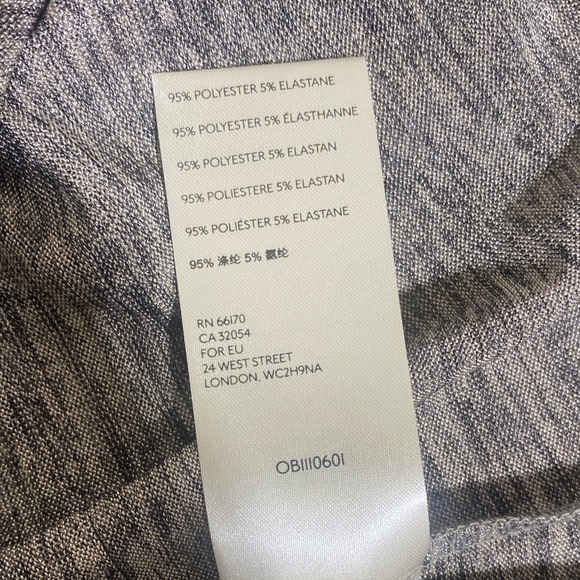 95% POLYESTER 5% ELASTANE
95% POLYESTER 5% ÉLASTHANNE
95% POLYESTER 5% ELASTAN
95% POLIESTERE 5% ELASTAN
95% POLIÉSTER 5% ELASTANE
95% 涤纶 5% 氨纶
RN 66170
CA 32054
FOR EU
24 WEST STREET
LONDON, WC2H9NA
OB1110601